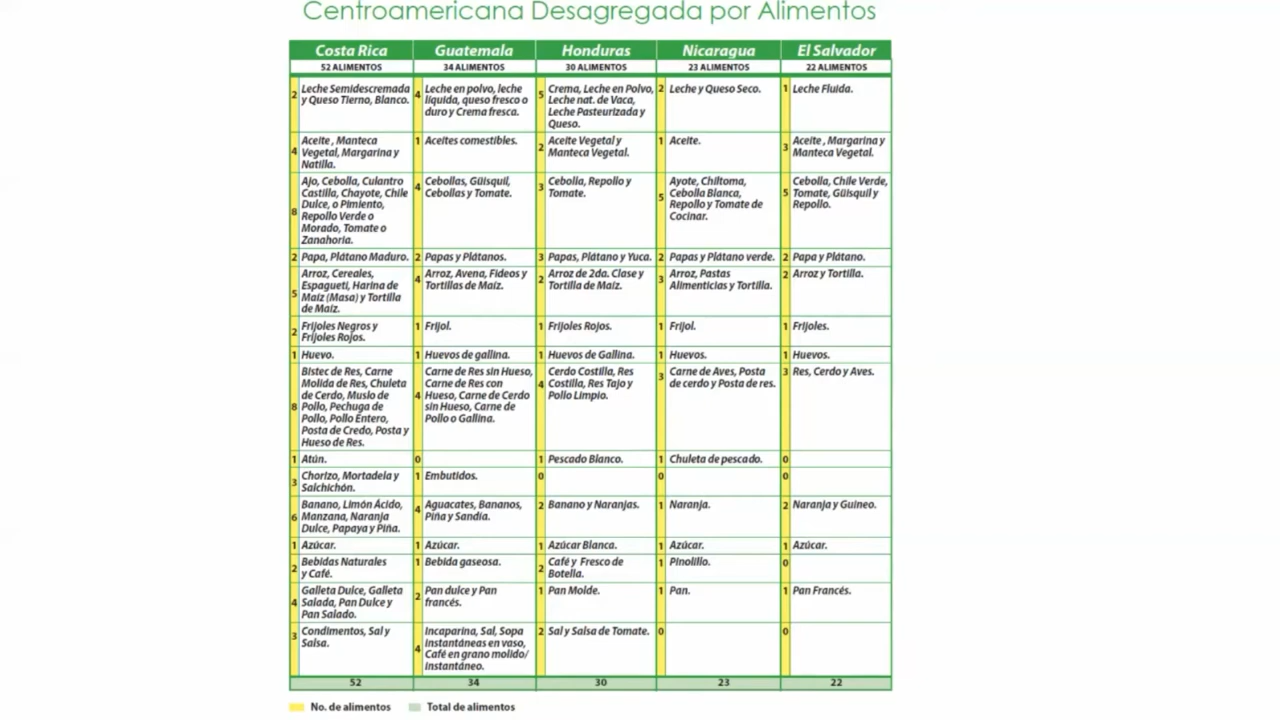 Centroamericana Desagregada por Alimentos
Costa Rica Guatemala Honduras Nicaragua El Salvador
52 ALIMENTOS 34 ALIMENTOS 30 ALIMENTOS 23 ALIMENTOS 22 ALIMENTOS
2 Leche Semidescremada
y Queso Tierno, Blanco.
4 Leche en polvo, leche
líquida, queso fresco o
duro y Crema fresca.
5 Crema, Leche en Polvo,
Leche nat. de Vaca,
Leche Pasteurizada y
Queso.
2 Leche y Queso Seco.
1 Leche Fluida.
4 Aceite , Manteca
Vegetal, Margarina y
Natilla.
1 Aceites comestibles.
2 Aceite Vegetal y
Manteca Vegetal.
1 Aceite.
3 Aceite , Margarina y
Manteca Vegetal.
8 Ajo, Cebolla, Culantro
Castilla, Chayote, Chile
Dulce, o Pimiento,
Repollo Verde o
Morado, Tomate o
Zanahoria.
4 Cebollas, Güisquil,
Cebollas y Tomate.
3 Cebolla, Repollo y
Tomate.
5 Ayote, Chiltoma,
Cebolla Blanca,
Repollo y Tomate de
Cocinar.
5 Cebolla, Chile Verde,
Tomate, Güisquil y
Repollo.
2 Papa, Plátano Maduro.
2 Papas y Plátanos.
3 Papas, Plátano y Yuca.
2 Papas y Plátano verde.
2 Papa y Plátano.
5 Arroz, Cereales,
Espagueti, Harina de
Maíz (Masa) y Tortilla
de Maíz.
4 Arroz, Avena, Fideos y
Tortillas de Maíz.
2 Arroz de 2da. Clase y
Tortilla de Maíz.
3 Arroz, Pastas
Alimenticias y Tortilla.
2 Arroz y Tortilla.
2 Frijoles Negros y
Frijoles Rojos.
1 Frijol.
1 Frijoles Rojos.
1 Frijol.
1 Frijoles.
1 Huevo.
1 Huevos de gallina.
1 Huevos de Gallina.
1 Huevos.
1 Huevos.
8 Bistec de Res, Carne
Molida de Res, Chuleta
de Cerdo, Muslo de
Pollo, Pechuga de
Pollo, Pollo Entero,
Posta de Credo, Posta y
Hueso de Res.
4 Carne de Res sin Hueso,
Carne de Res con
Hueso, Carne de Cerdo
sin Hueso, Carne de
Pollo o Gallina.
4 Cerdo Costilla, Res
Costilla, Res Tajo y
Pollo Limpio.
3 Carne de Aves, Posta
de cerdo y Posta de res.
3 Res, Cerdo y Aves.
1 Atún.
0
1 Pescado Blanco.
1 Chuleta de pescado.
0
3 Chorizo, Mortadela y
Salchichón.
1 Embutidos.
0
0
0
6 Banano, Limón Ácido,
Manzana, Naranja
Dulce, Papaya y Piña.
4 Aguacates, Bananos,
Piña y Sandía.
2 Banano y Naranjas.
1 Naranja.
2 Naranja y Guineo.
1 Azúcar.
1 Azúcar.
1 Azúcar Blanca.
1 Azúcar.
1 Azúcar.
2 Bebidas Naturales
y Café.
1 Bebida gaseosa.
2 Café y Fresco de
Botella.
1 Pinolillo.
0
4 Galleta Dulce, Galleta
Salada, Pan Dulce y
Pan Salado.
2 Pan dulce y Pan
francés.
1 Pan Molde.
1 Pan.
1 Pan Francés.
3 Condimentos, Sal y
Salsa.
4 Incaparina, Sal, Sopa
instantáneas en vaso,
Café en grano molido/
instantáneo.
2 Sal y Salsa de Tomate.
0
0
52 34 30 23 22
No. de alimentos Total de alimentos